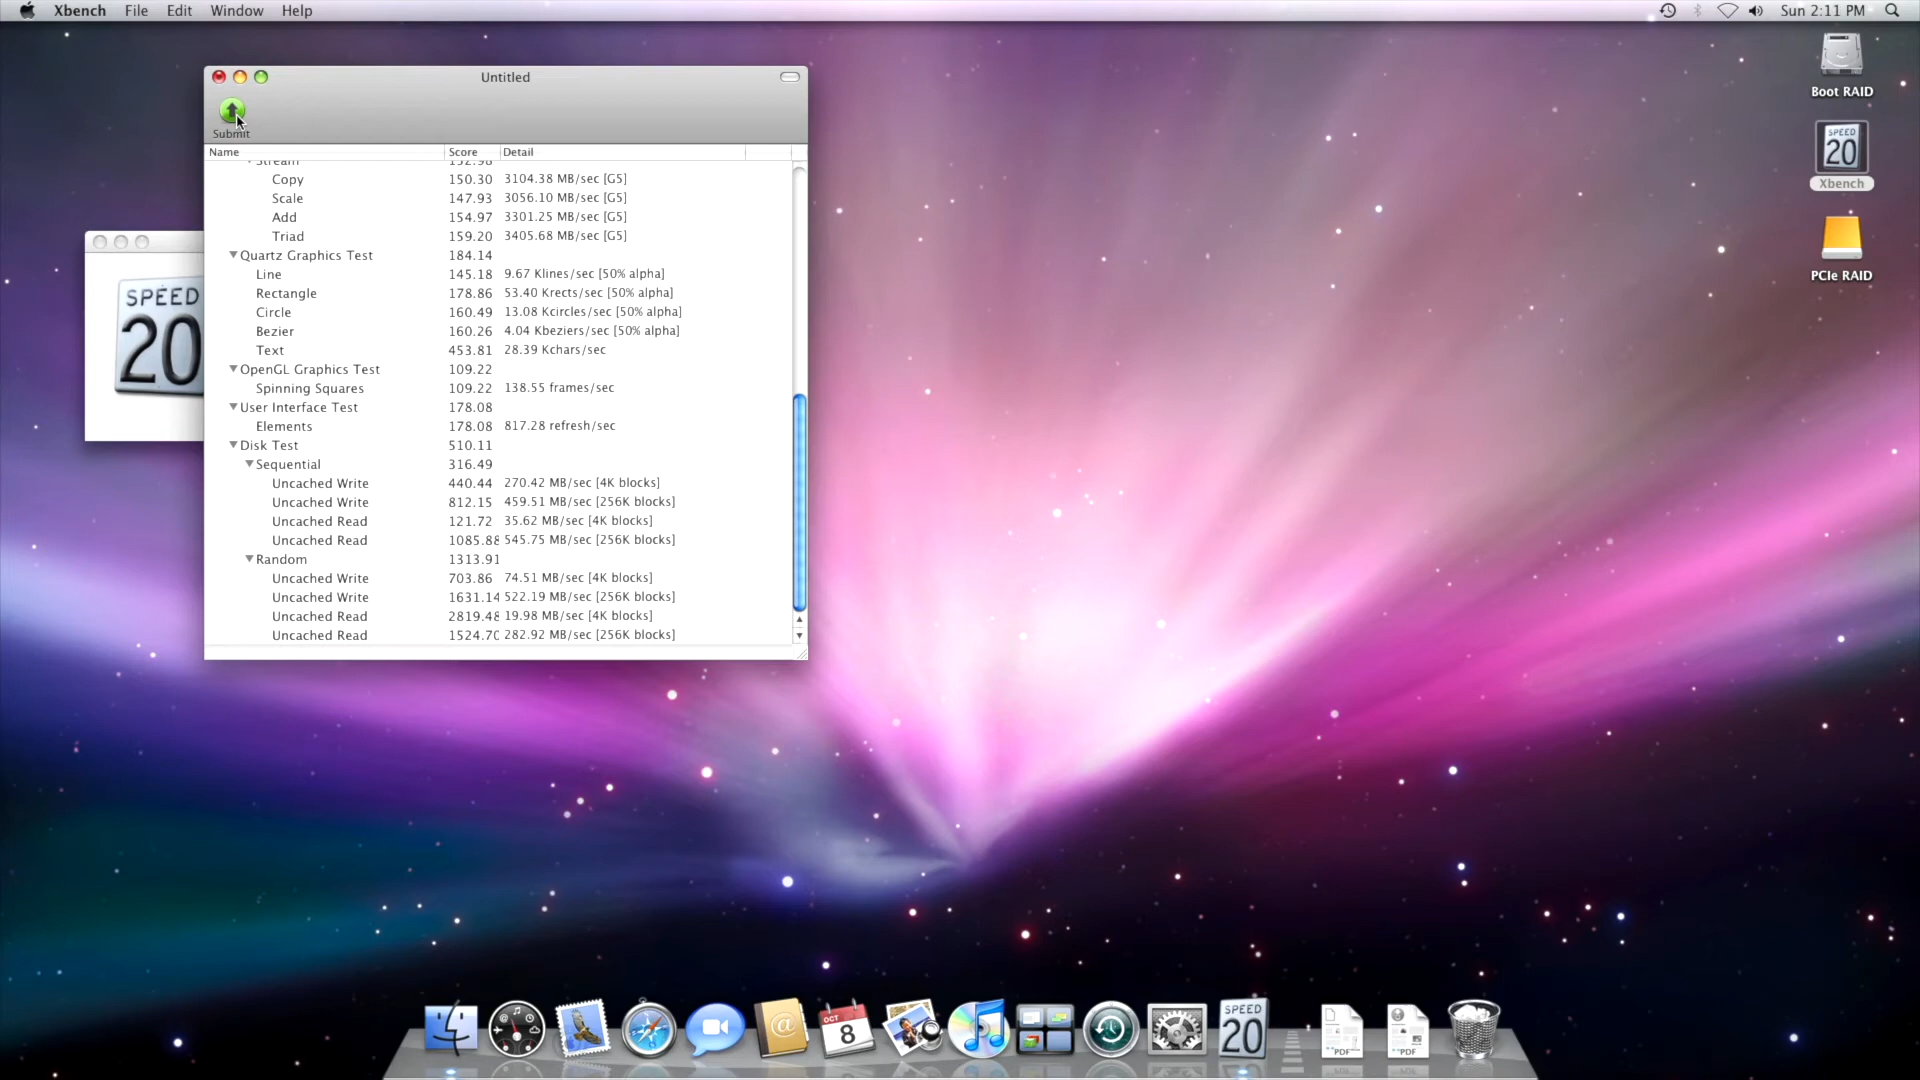 Xbench File Edit Window Help Sun 2:11 PM
Untitled
Submit
Name Score Detail
Stream 152.98
Copy 150.30 3104.38 MB/sec [G5]
Scale 147.93 3056.10 MB/sec [G5]
Add 154.97 3301.25 MB/sec [G5]
Triad 159.20 3405.68 MB/sec [G5]
Quartz Graphics Test 184.14
Line 145.18 9.67 Klines/sec [50% alpha]
Rectangle 178.86 53.40 Krects/sec [50% alpha]
Circle 160.49 13.08 Kcircles/sec [50% alpha]
Bezier 160.26 4.04 Kbeziers/sec [50% alpha]
Text 453.81 28.39 Kchars/sec
OpenGL Graphics Test 109.22
Spinning Squares 109.22 138.55 frames/sec
User Interface Test 178.08
Elements 178.08 817.28 refresh/sec
Disk Test 510.11
Sequential 316.49
Uncached Write 440.44 270.42 MB/sec [4K blocks]
Uncached Write 812.15 459.51 MB/sec [256K blocks]
Uncached Read 121.72 35.62 MB/sec [4K blocks]
Uncached Read 1085.88 545.75 MB/sec [256K blocks]
Random 1313.91
Uncached Write 703.86 74.51 MB/sec [4K blocks]
Uncached Write 1631.14 522.19 MB/sec [256K blocks]
Uncached Read 2819.48 19.98 MB/sec [4K blocks]
Uncached Read 1524.70 282.92 MB/sec [256K blocks]
SPEED
20
Boot RAID
SPEED
20
Xbench
PCIe RAID
@
OCT
8
SPEED
20
PDF
PDF